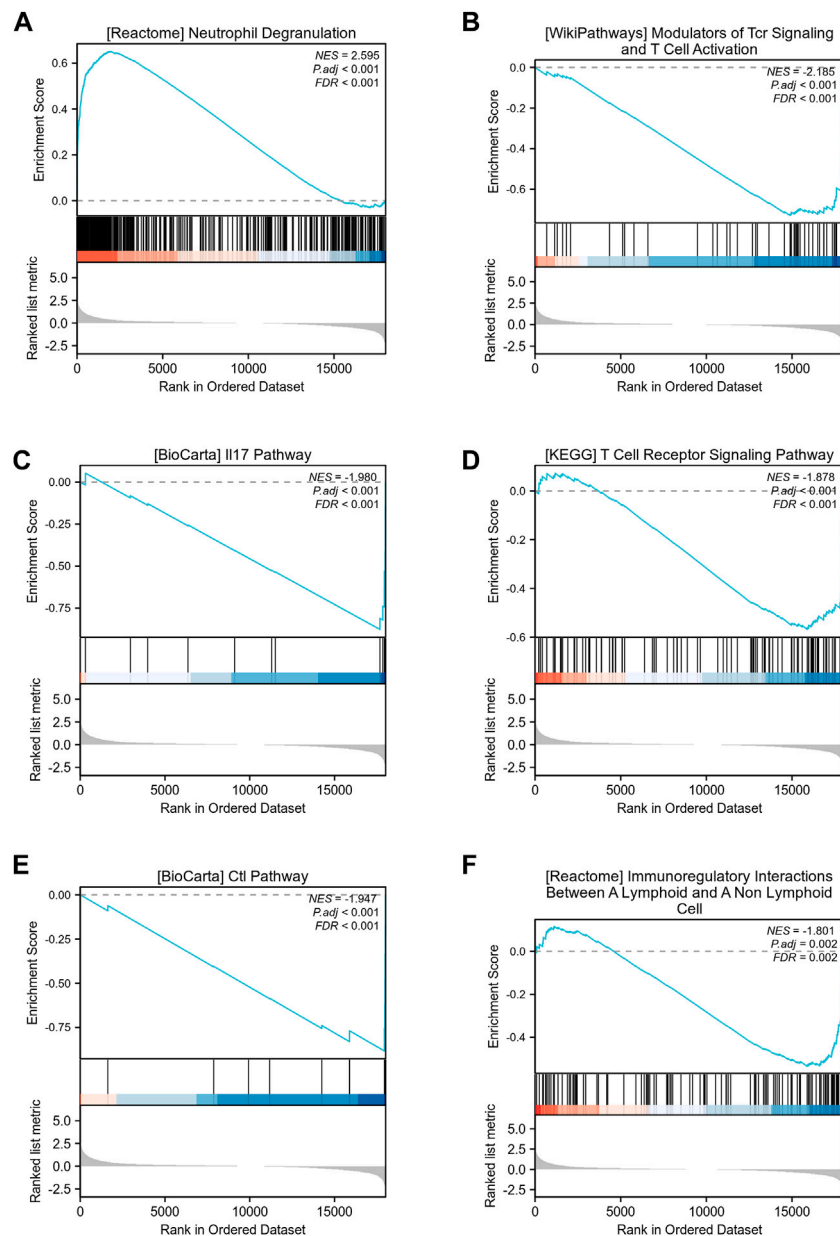 A
[Reactome] Neutrophil Degranulation
NES = 2.595
P.adj < 0.001
FDR < 0.001
Enrichment Score
0.6
0.4
0.2
0.0
Ranked list metric
5.0
2.5
0.0
-2.5
0 5000 10000 15000
Rank in Ordered Dataset
B
[WikiPathways] Modulators of Tcr Signaling
and T Cell Activation
NES = -2.185
P.adj < 0.001
FDR < 0.001
Enrichment Score
0.0
-0.2
-0.4
-0.6
Ranked list metric
5.0
2.5
0.0
-2.5
0 5000 10000 15000
Rank in Ordered Dataset
C
[BioCarta] Il17 Pathway
NES = -1.980
P.adj < 0.001
FDR < 0.001
Enrichment Score
0.00
-0.25
-0.50
-0.75
Ranked list metric
5.0
2.5
0.0
-2.5
0 5000 10000 15000
Rank in Ordered Dataset
D
[KEGG] T Cell Receptor Signaling Pathway
NES = -1.878
P.adj < 0.001
FDR < 0.001
Enrichment Score
0.0
-0.2
-0.4
-0.6
Ranked list metric
5.0
2.5
0.0
-2.5
0 5000 10000 15000
Rank in Ordered Dataset
E
[BioCarta] Ctl Pathway
NES = -1.947
P.adj < 0.001
FDR < 0.001
Enrichment Score
0.00
-0.25
-0.50
-0.75
Ranked list metric
5.0
2.5
0.0
-2.5
0 5000 10000 15000
Rank in Ordered Dataset
F
[Reactome] Immunoregulatory Interactions
Between A Lymphoid and A Non Lymphoid
Cell
NES = -1.801
P.adj = 0.002
FDR = 0.002
Enrichment Score
0.0
-0.2
-0.4
Ranked list metric
5.0
2.5
0.0
-2.5
0 5000 10000 15000
Rank in Ordered Dataset